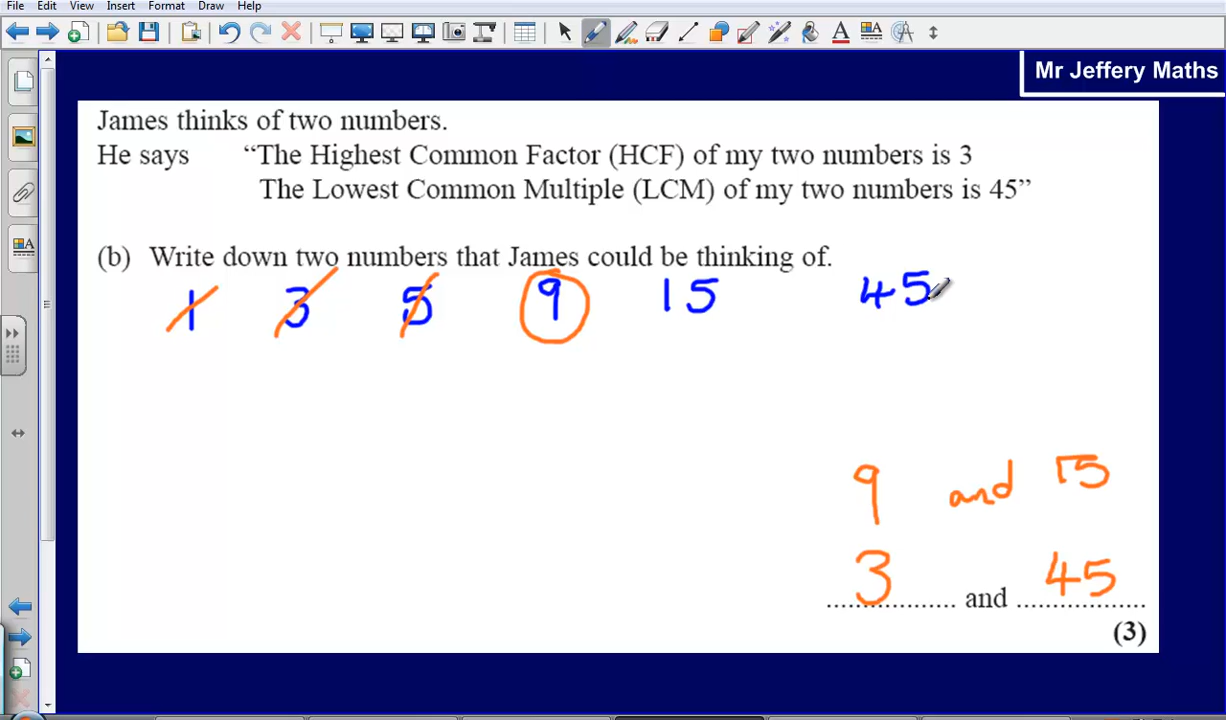 File Edit View Insert Format Draw Help
Mr Jeffery Maths
James thinks of two numbers.
He says "The Highest Common Factor (HCF) of my two numbers is 3
The Lowest Common Multiple (LCM) of my two numbers is 45"
(b) Write down two numbers that James could be thinking of.
1 3 5 9 15 45
9 and 15
3 45
.................... and ....................
(3)